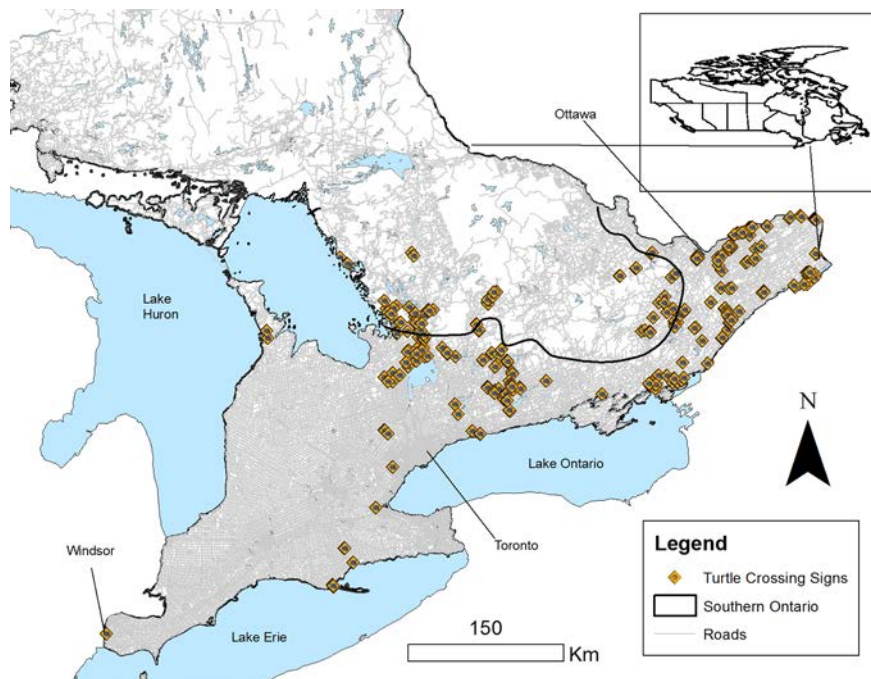 Ottawa
Lake
Huron
N
Lake Ontario
Windsor
Toronto
Lake Erie
150
Km
Legend
Turtle Crossing Signs
Southern Ontario
Roads